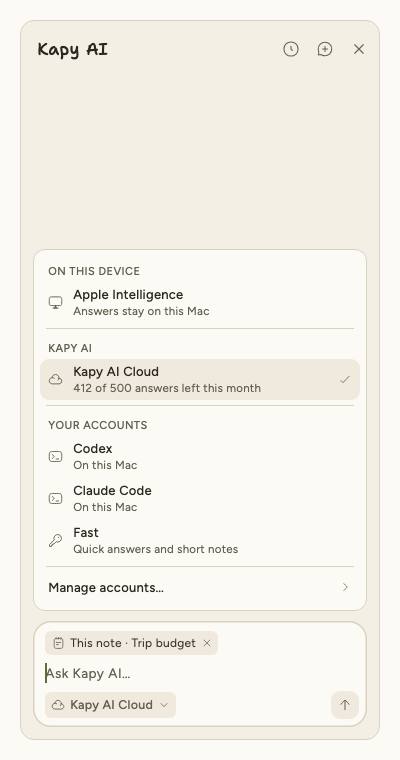 Kapy AI
ON THIS DEVICE
Apple Intelligence
Answers stay on this Mac
KAPY AI
Kapy AI Cloud
412 of 500 answers left this month
YOUR ACCOUNTS
Codex
On this Mac
Claude Code
On this Mac
Fast
Quick answers and short notes
Manage accounts...
This note · Trip budget
Ask Kapy AI...
Kapy AI Cloud